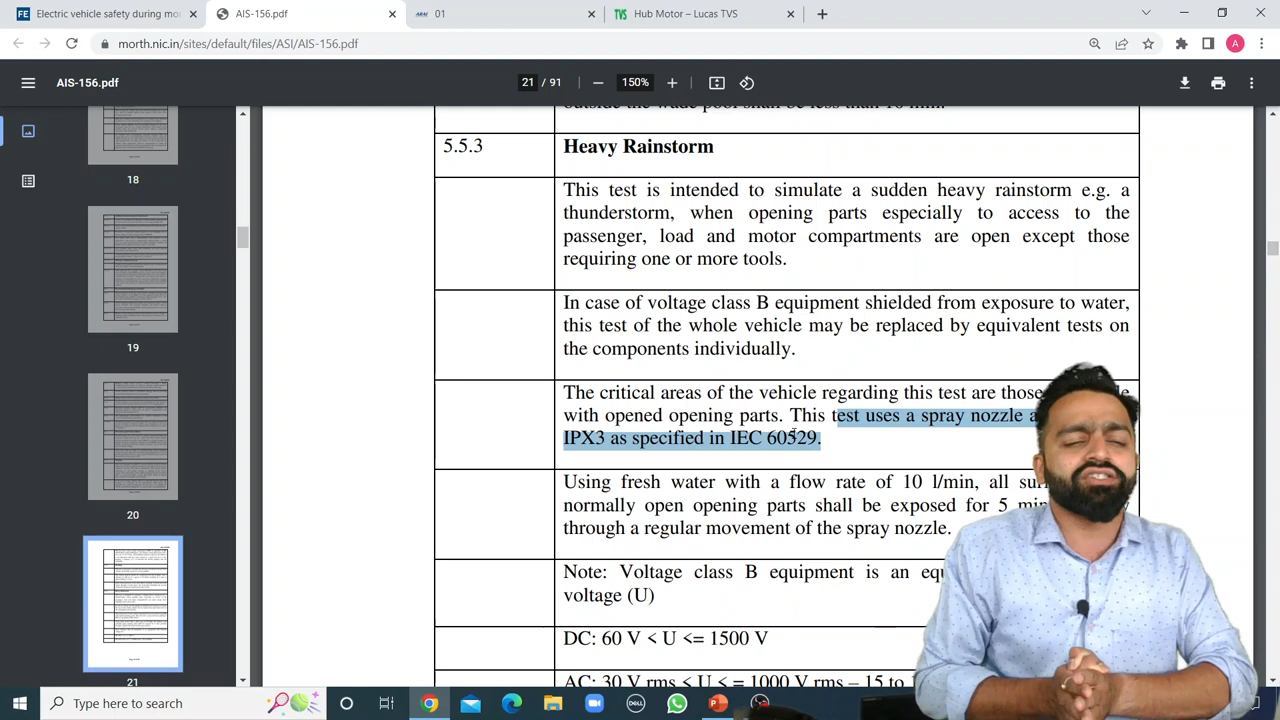 Electric vehicle safety during mo
AIS-156.pdf
ARAI
01
TVS
Hub Motor – Lucas TVS
morth.nic.in/sites/default/files/ASI/AIS-156.pdf
A
AIS-156.pdf
21 / 91
150%
18
19
20
21
5.5.3
Heavy Rainstorm
This test is intended to simulate a sudden heavy rainstorm e.g. a
thunderstorm, when opening parts especially to access to the
passenger, load and motor compartments are open except those
requiring one or more tools.
In case of voltage class B equipment shielded from exposure to water,
this test of the whole vehicle may be replaced by equivalent tests on
the components individually.
The critical areas of the vehicle regarding this test are those
with opened opening parts. This test uses a spray nozzle
IPX3 as specified in IEC 60529.
Using fresh water with a flow rate of 10 l/min, all
normally open opening parts shall be exposed for 5
through a regular movement of the spray nozzle.
Note: Voltage class B equipment is an
voltage (U)
DC: 60 V < U <= 1500 V
AC: 30 V rms < U < = 1000 V rms – 15 to
Type here to search